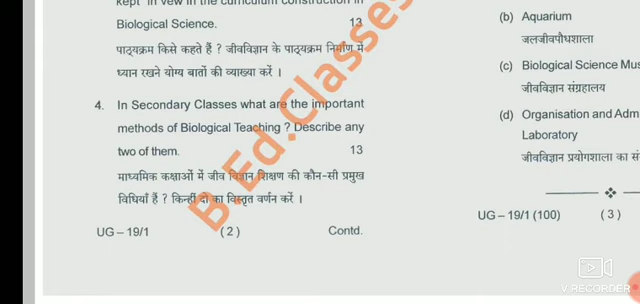 kept in vew in the curriculum construction in
Biological Science. 13
पाठ्यक्रम किसे कहते हैं ? जीवविज्ञान के पाठ्यक्रम निर्माण में
ध्यान रखने योग्य बातों की व्याख्या करें ।
4. In Secondary Classes what are the important
methods of Biological Teaching ? Describe any
two of them. 13
माध्यमिक कक्षाओं में जीव विज्ञान शिक्षण की कौन-सी प्रमुख
विधियाँ हैं ? किन्हीं दो का विस्तृत वर्णन करें ।
UG – 19/1 ( 2 ) Contd.
(b) Aquarium
जलजीवपौधशाला
(c) Biological Science Mus
जीवविज्ञान संग्रहालय
(d) Organisation and Adm
Laboratory
जीवविज्ञान प्रयोगशाला का सं
UG – 19/1 (100) ( 3 )
B.Ed.Classes
V.RECORDER